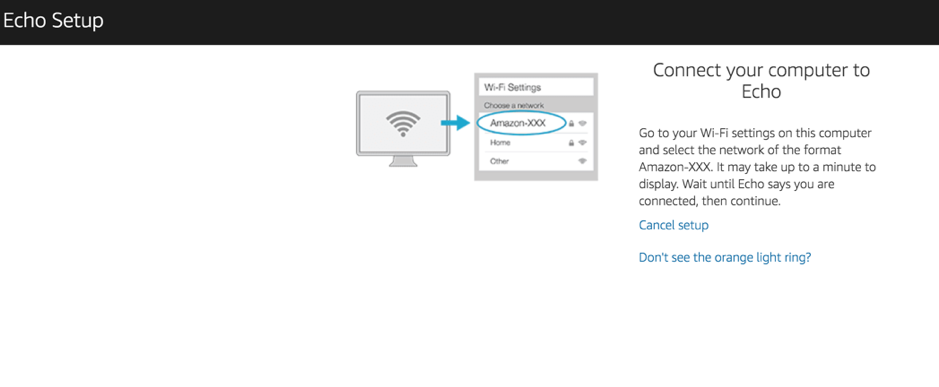 Echo Setup
Wi-Fi Settings
Choose a network
Amazon-XXX
Home
Other
Connect your computer to
Echo
Go to your Wi-Fi settings on this computer
and select the network of the format
Amazon-XXX. It may take up to a minute to
display. Wait until Echo says you are
connected, then continue.
Cancel setup
Don't see the orange light ring?